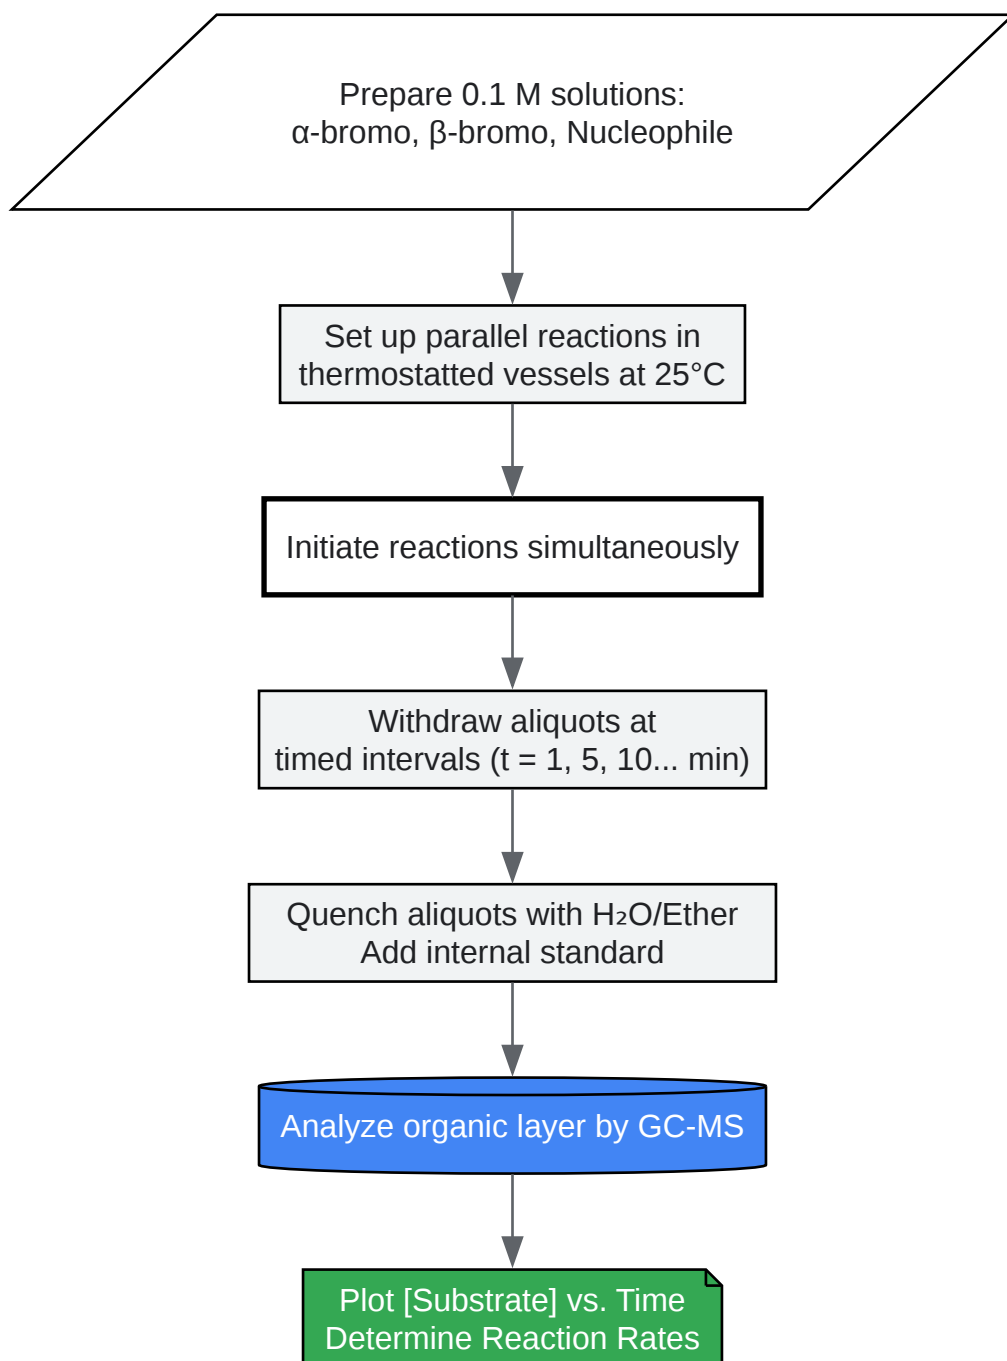 Prepare 0.1 M solutions:
α-bromo, β-bromo, Nucleophile
Set up parallel reactions in
thermostatted vessels at 25°C
Initiate reactions simultaneously
Withdraw aliquots at
timed intervals (t = 1, 5, 10... min)
Quench aliquots with H₂O/Ether
Add internal standard
Analyze organic layer by GC-MS
Plot [Substrate] vs. Time
Determine Reaction Rates